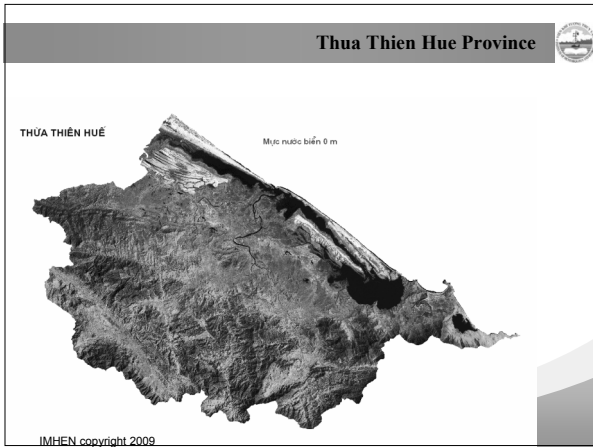 Thua Thien Hue Province
THỪA THIÊN HUẾ
Mực nước biển 0 m
IMHEN copyright 2009